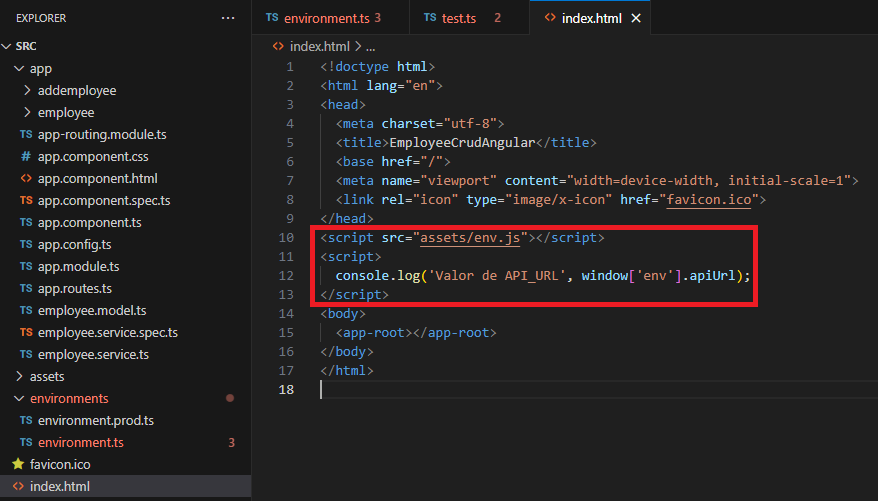 EXPLORER ...
SRC
app
addemployee
employee
TS app-routing.module.ts
# app.component.css
<> app.component.html
TS app.component.spec.ts
TS app.component.ts
TS app.config.ts
TS app.module.ts
TS app.routes.ts
TS employee.model.ts
TS employee.service.spec.ts
TS employee.service.ts
assets
environments
TS environment.prod.ts
TS environment.ts 3
favicon.ico
<> index.html
TS environment.ts 3 TS test.ts 2 <> index.html ×
<> index.html > ...
1 <!doctype html>
2 <html lang="en">
3 <head>
4 <meta charset="utf-8">
5 <title>EmployeeCrudAngular</title>
6 <base href="/">
7 <meta name="viewport" content="width=device-width, initial-scale=1">
8 <link rel="icon" type="image/x-icon" href="favicon.ico">
9 </head>
10 <script src="assets/env.js"></script>
11 <script>
12 console.log('Valor de API_URL', window['env'].apiUrl);
13 </script>
14 <body>
15 <app-root></app-root>
16 </body>
17 </html>
18